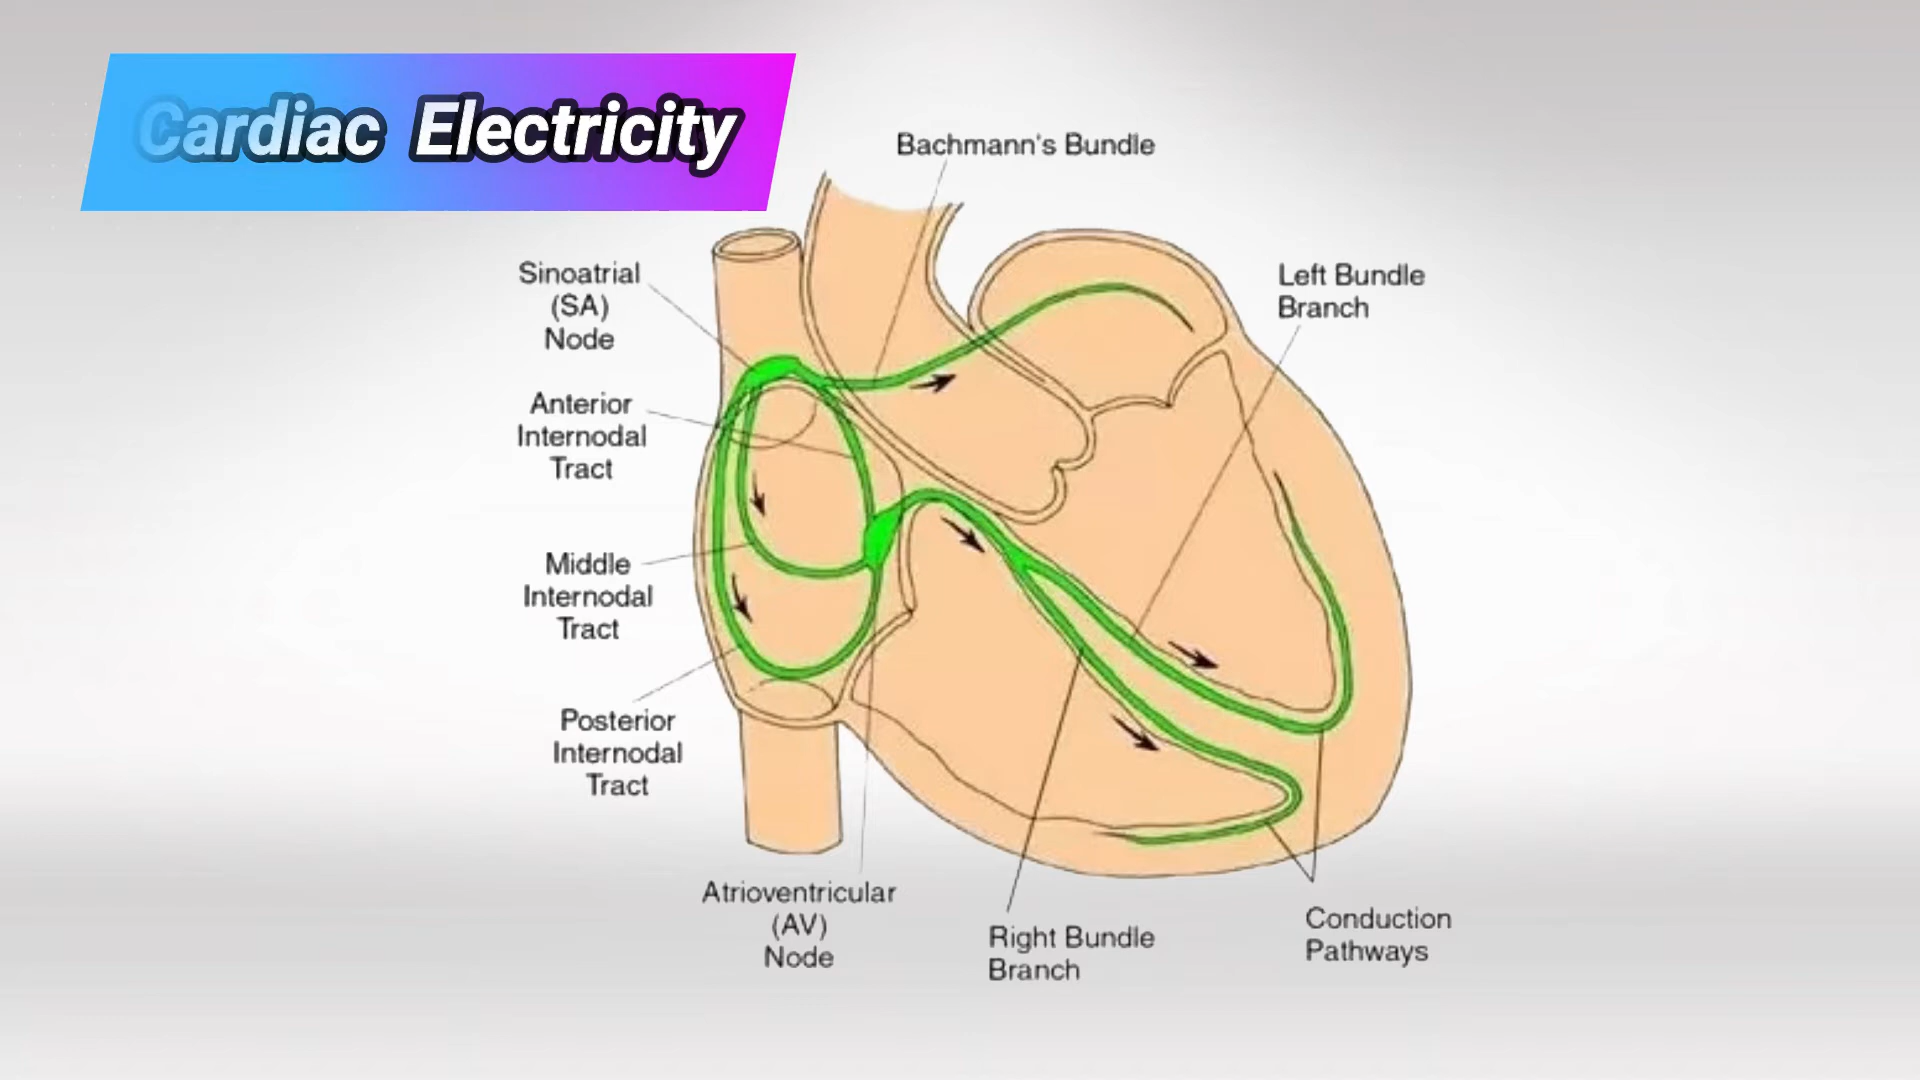 Cardiac Electricity
Bachmann's Bundle
Sinoatrial
(SA)
Node
Left Bundle
Branch
Anterior
Internodal
Tract
Middle
Internodal
Tract
Posterior
Internodal
Tract
Atrioventricular
(AV)
Node
Right Bundle
Branch
Conduction
Pathways